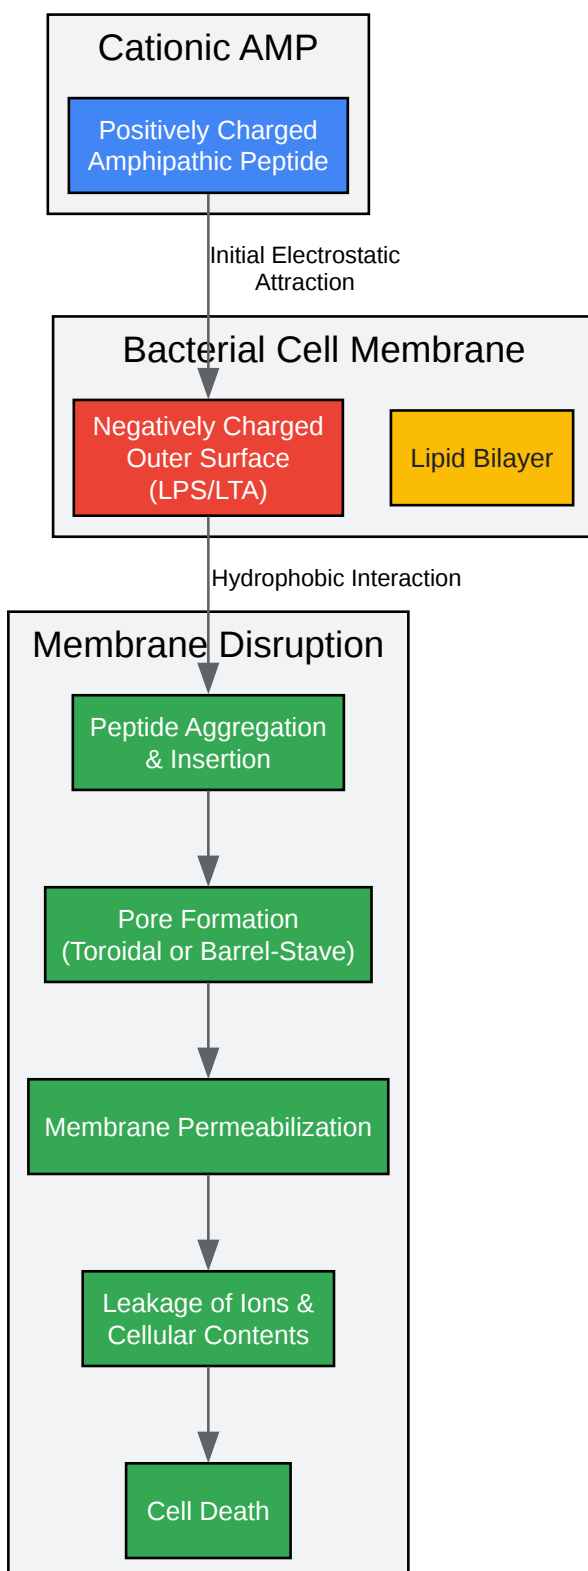 Cationic AMP
Positively Charged
Amphipathic Peptide
Initial Electrostatic
Attraction
Bacterial Cell Membrane
Negatively Charged
Outer Surface
(LPS/LTA)
Lipid Bilayer
Hydrophobic Interaction
Membrane Disruption
Peptide Aggregation
& Insertion
Pore Formation
(Toroidal or Barrel-Stave)
Membrane Permeabilization
Leakage of Ions &
Cellular Contents
Cell Death